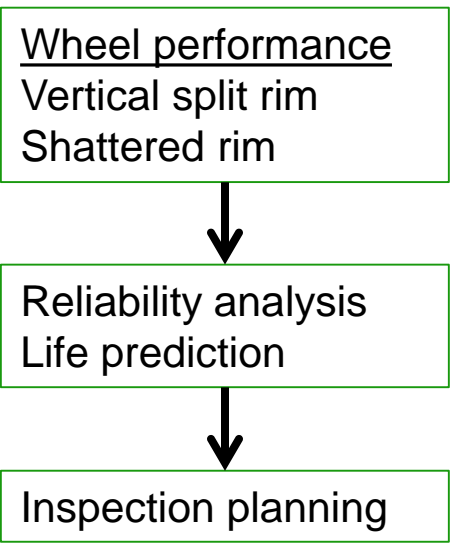 Wheel performance
Vertical split rim
Shattered rim
Reliability analysis
Life prediction
Inspection planning